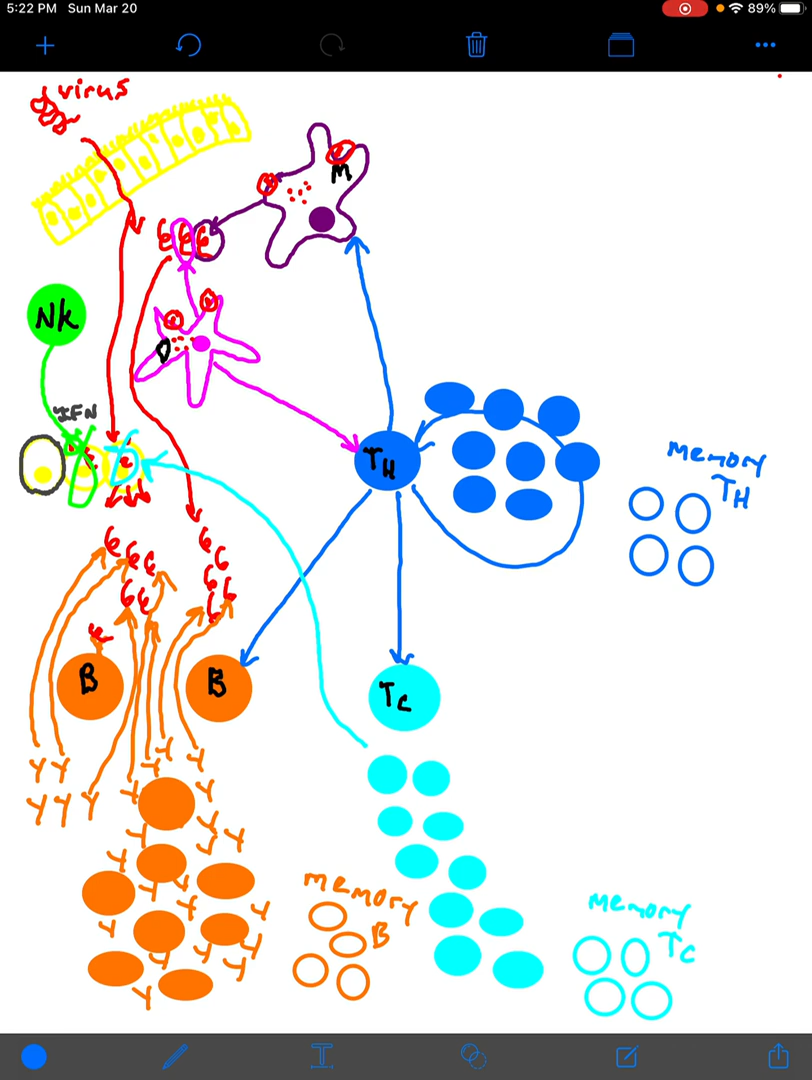 5:22 PM Sun Mar 20
89%
virus
M
NK
D
IFN
TH
memory
TH
B
B
Tc
memory
B
memory
Tc